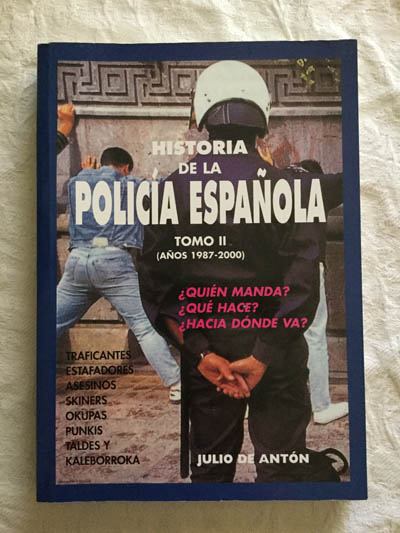 HISTORIA
DE LA
POLICÍA ESPAÑOLA
TOMO II
(AÑOS 1987-2000)
¿QUIÉN MANDA?
¿QUÉ HACE?
¿HACIA DÓNDE VA?
TRAFICANTES
ESTAFADORES
ASESINOS
SKINERS
OKUPAS
PUNKIS
TALDES Y
KALEBORROKA
JULIO DE ANTÓN